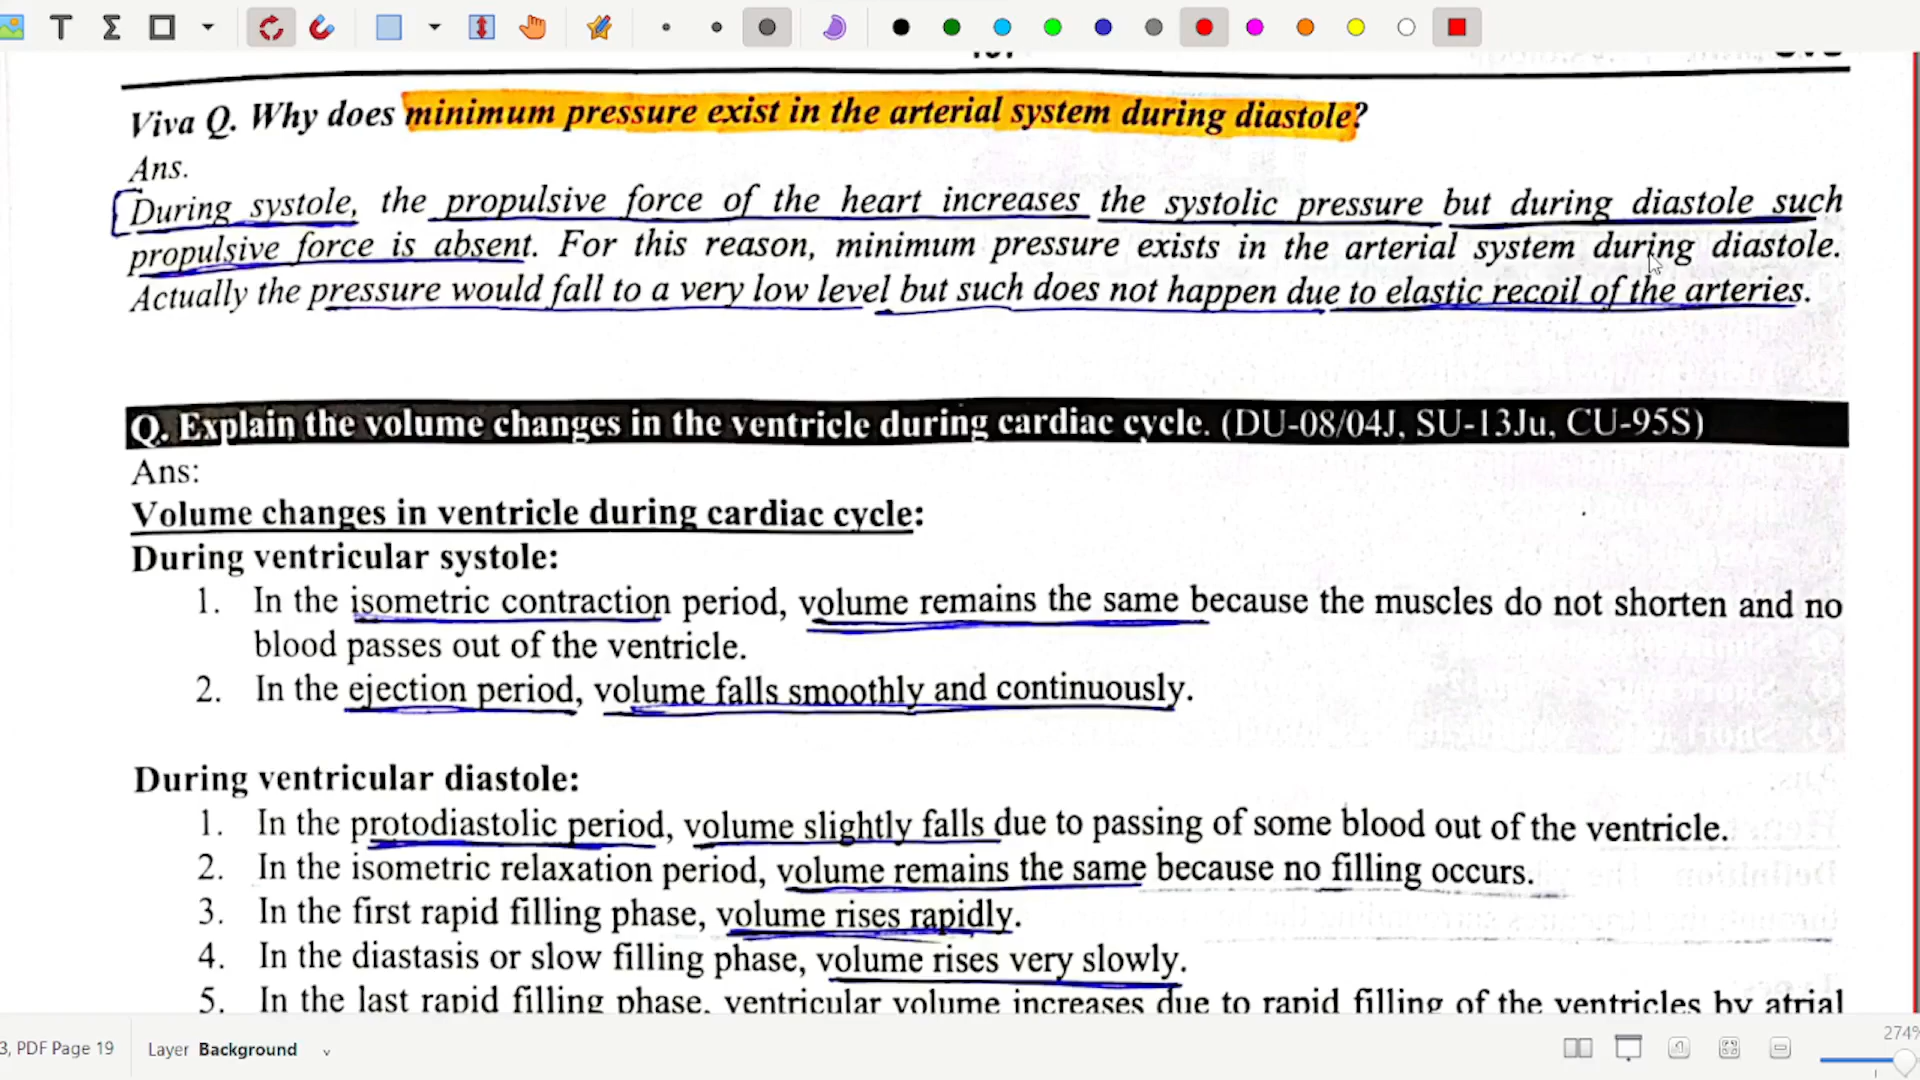 Viva Q. Why does minimum pressure exist in the arterial system during diastole?
Ans.
During systole, the propulsive force of the heart increases the systolic pressure but during diastole such
propulsive force is absent. For this reason, minimum pressure exists in the arterial system during diastole.
Actually the pressure would fall to a very low level but such does not happen due to elastic recoil of the arteries.
Q. Explain the volume changes in the ventricle during cardiac cycle. (DU-08/04J, SU-13Ju, CU-95S)
Ans:
Volume changes in ventricle during cardiac cycle:
During ventricular systole:
1. In the isometric contraction period, volume remains the same because the muscles do not shorten and no
blood passes out of the ventricle.
2. In the ejection period, volume falls smoothly and continuously.
During ventricular diastole:
1. In the protodiastolic period, volume slightly falls due to passing of some blood out of the ventricle.
2. In the isometric relaxation period, volume remains the same because no filling occurs.
3. In the first rapid filling phase, volume rises rapidly.
4. In the diastasis or slow filling phase, volume rises very slowly.
5. In the last rapid filling phase, ventricular volume increases due to rapid filling of the ventricles by atrial
3, PDF Page 19 Layer Background 274%